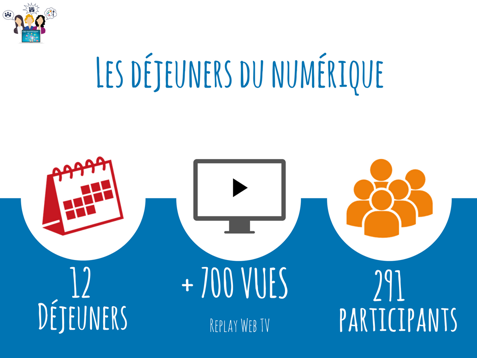 Les déjeuners du numérique
12
Déjeuners
+ 700 vues
Replay Web TV
291
participants